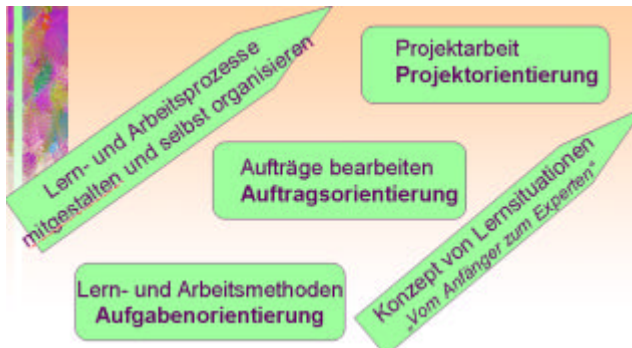 Lern- und Arbeitsprozesse
mitgestalten und selbst organisieren
Projektarbeit
Projektorientierung
Aufträge bearbeiten
Auftragsorientierung
Konzept von Lernsituationen
„Vom Anfänger zum Experten“
Lern- und Arbeitsmethoden
Aufgabenorientierung